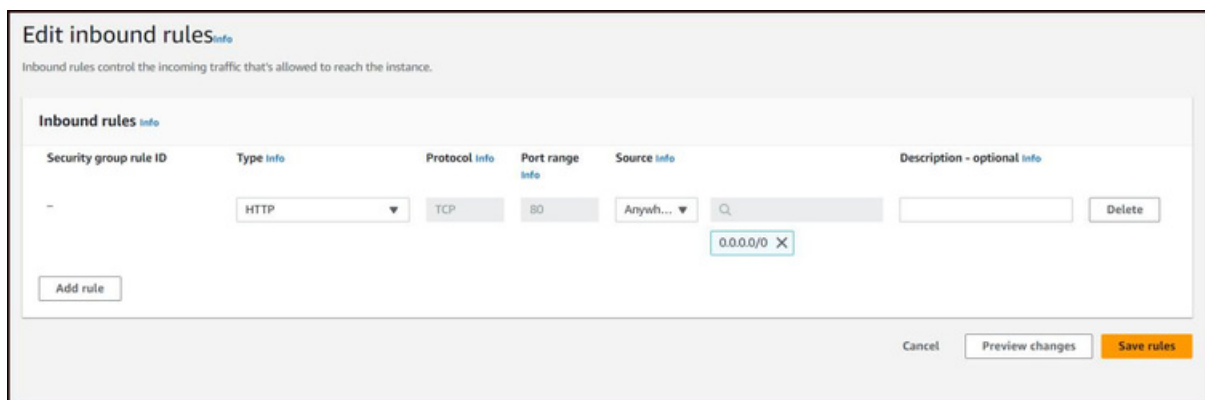 Edit inbound rules Info
Inbound rules control the incoming traffic that's allowed to reach the instance.
Inbound rules Info
Security group rule ID Type Info Protocol Info Port range Info Source Info Description - optional Info
– HTTP TCP 80 Anywh... Delete
0.0.0.0/0
Add rule
Cancel Preview changes Save rules